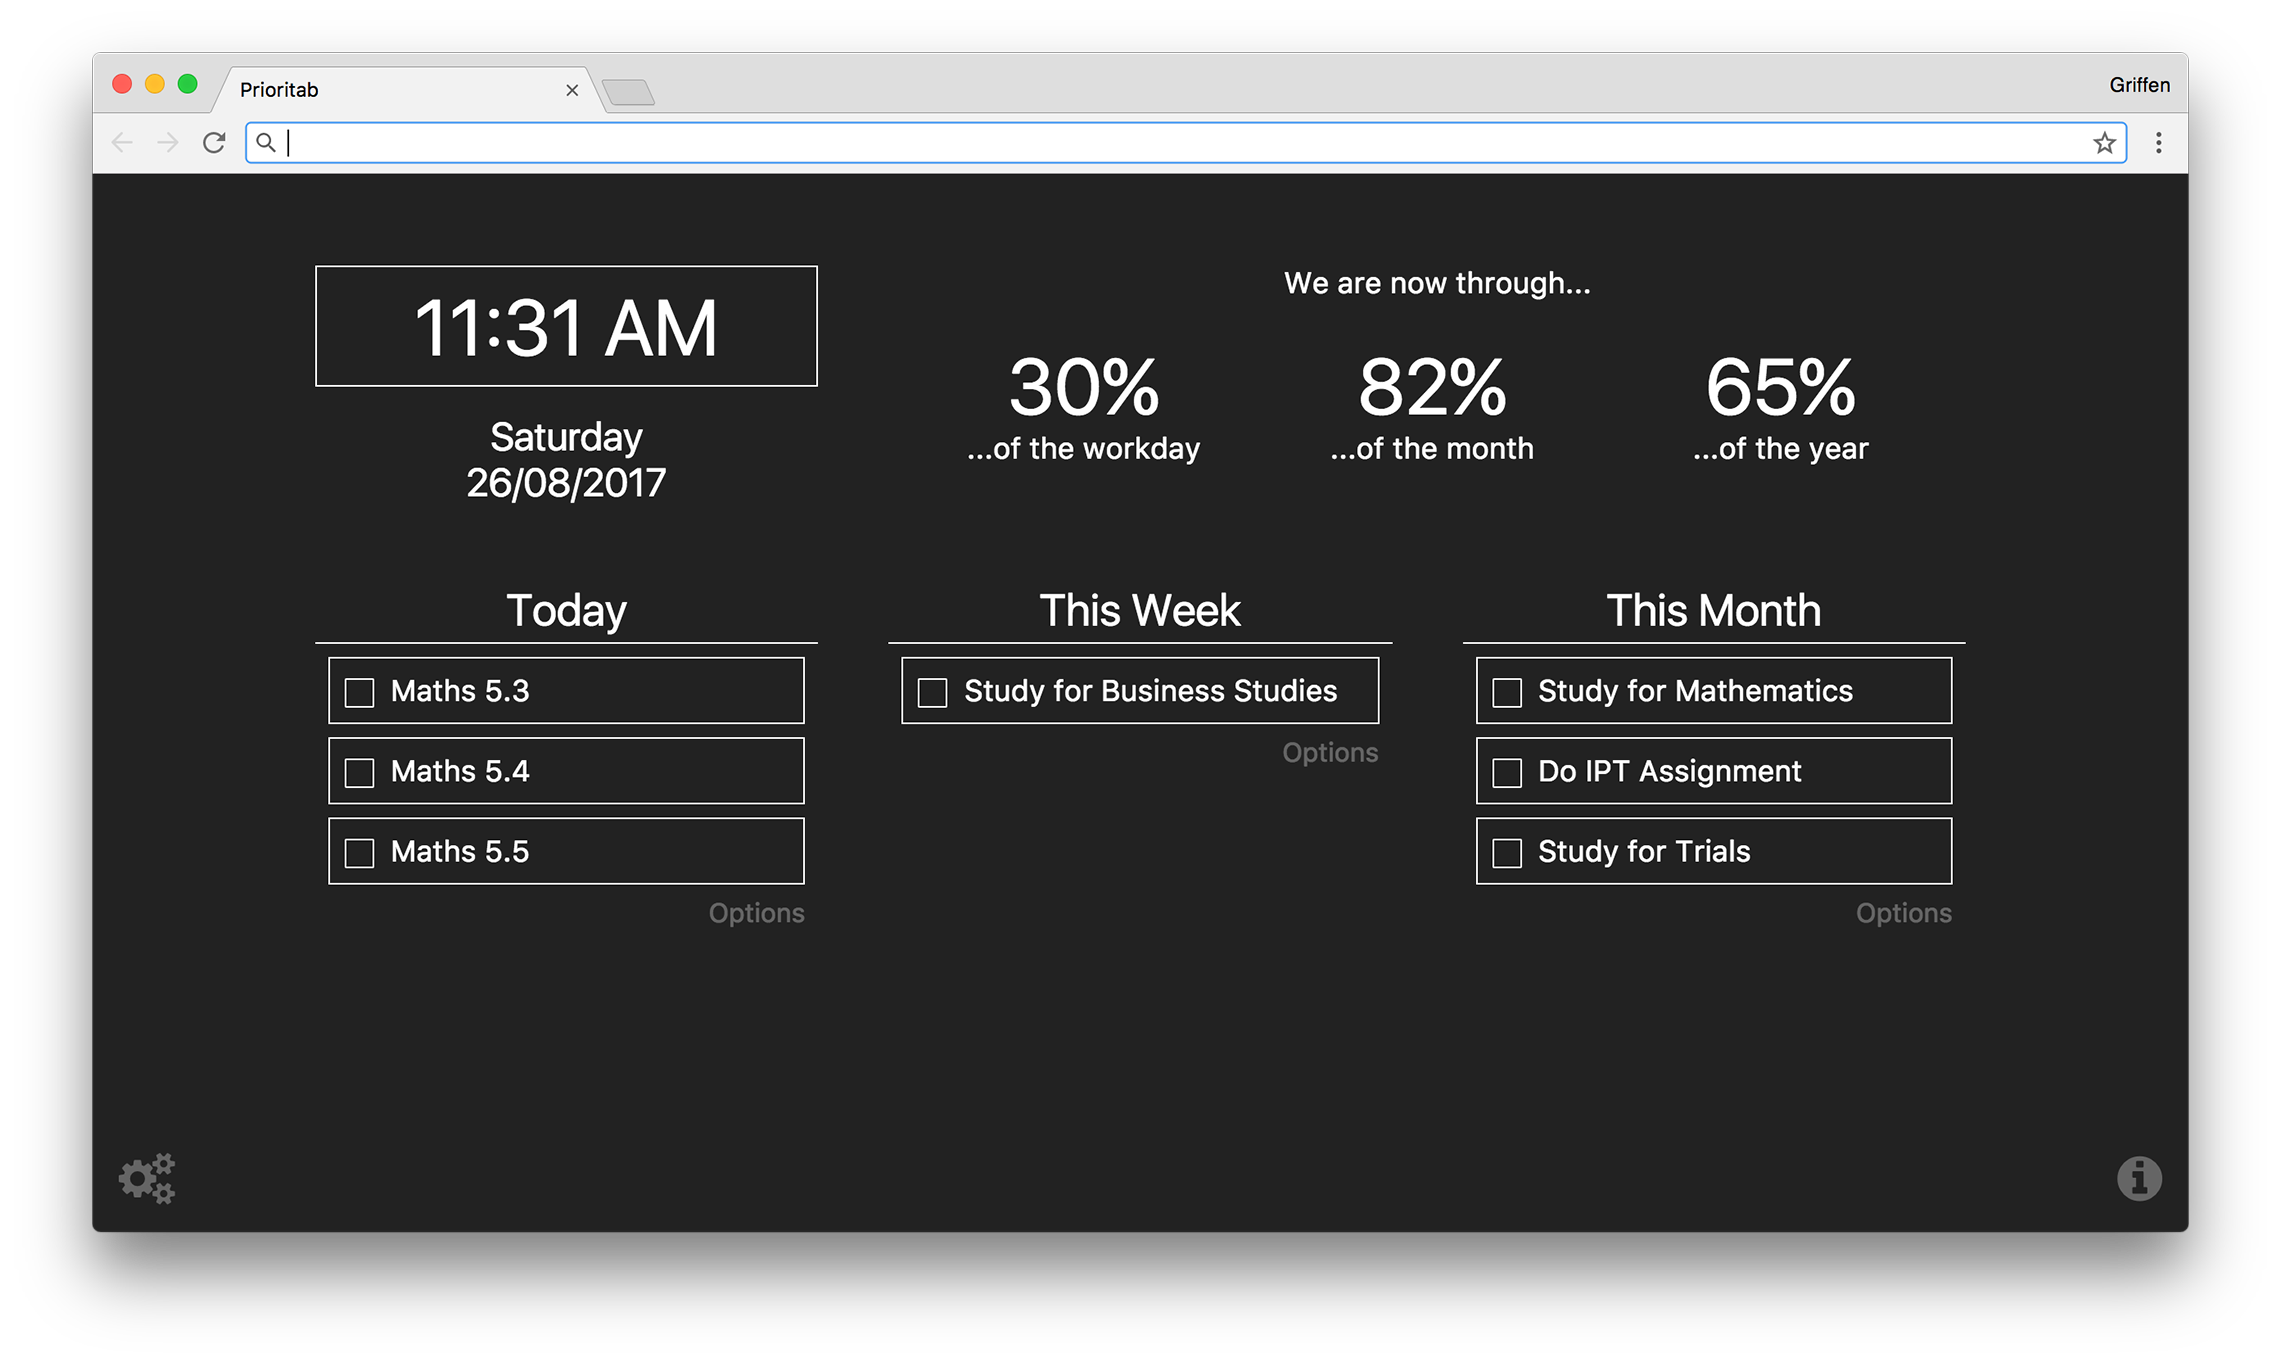 Prioritab
Griffen
11:31 AM
Saturday
26/08/2017
We are now through...
30%
...of the workday
82%
...of the month
65%
...of the year
Today
Maths 5.3
Maths 5.4
Maths 5.5
Options
This Week
Study for Business Studies
Options
This Month
Study for Mathematics
Do IPT Assignment
Study for Trials
Options